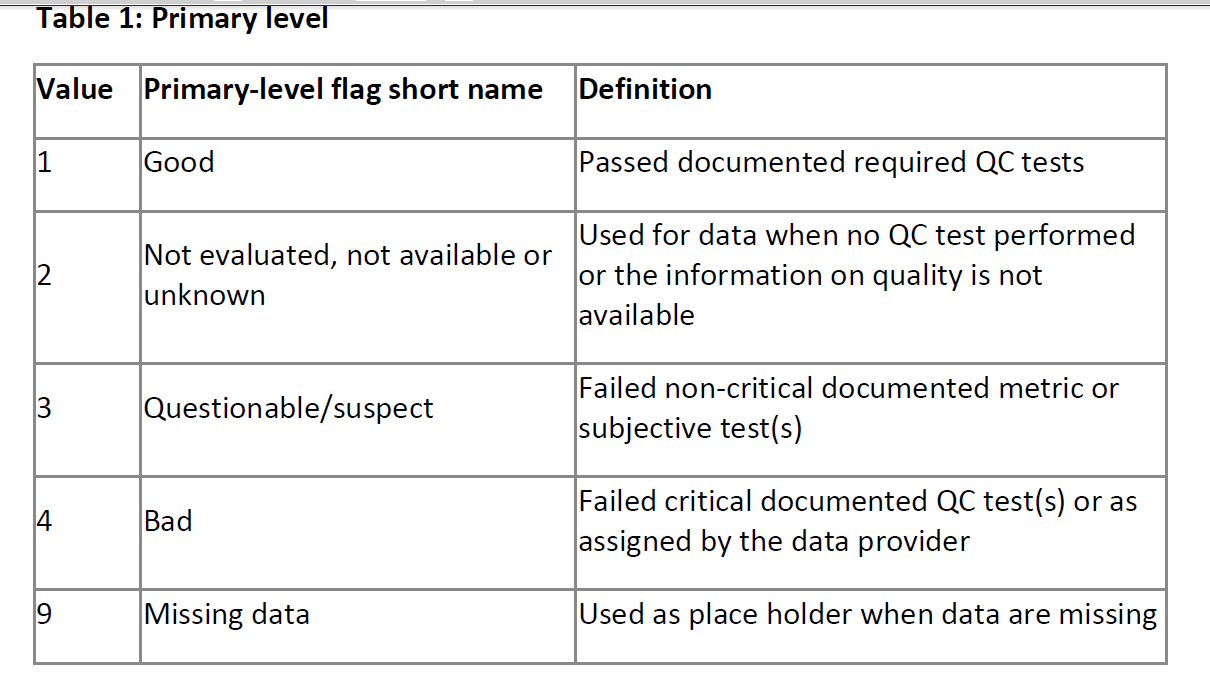 Table 1: Primary level
Value Primary-level flag short name Definition
1 Good Passed documented required QC tests
2 Not evaluated, not available or unknown Used for data when no QC test performed
or the information on quality is not
available
3 Questionable/suspect Failed non-critical documented metric or
subjective test(s)
4 Bad Failed critical documented QC test(s) or as
assigned by the data provider
9 Missing data Used as place holder when data are missing